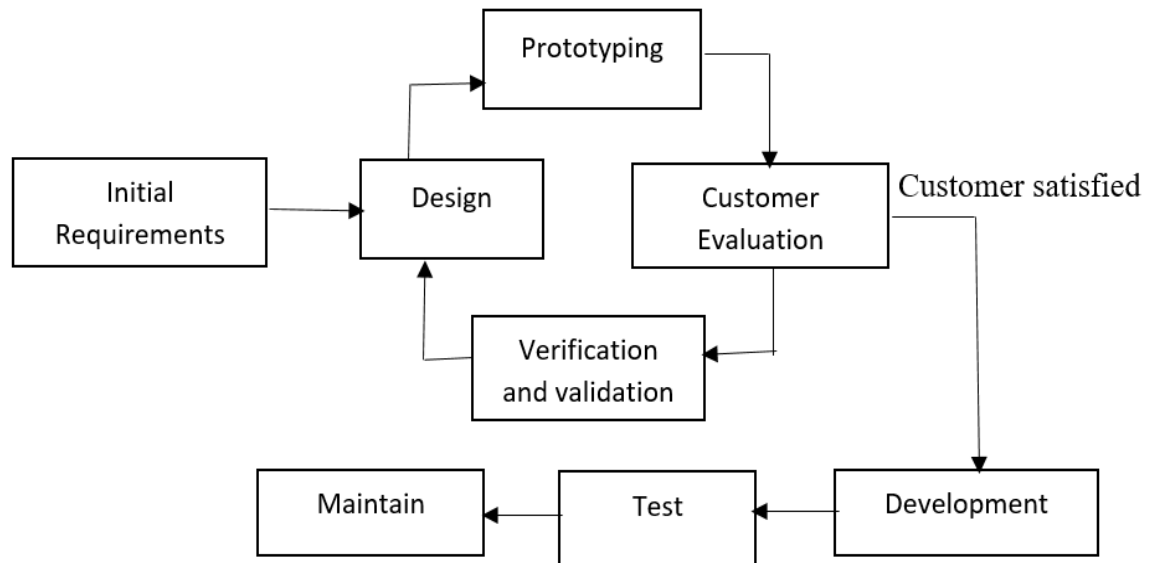 Prototyping
Initial
Requirements
Design
Customer
Evaluation
Customer satisfied
Verification
and validation
Maintain
Test
Development